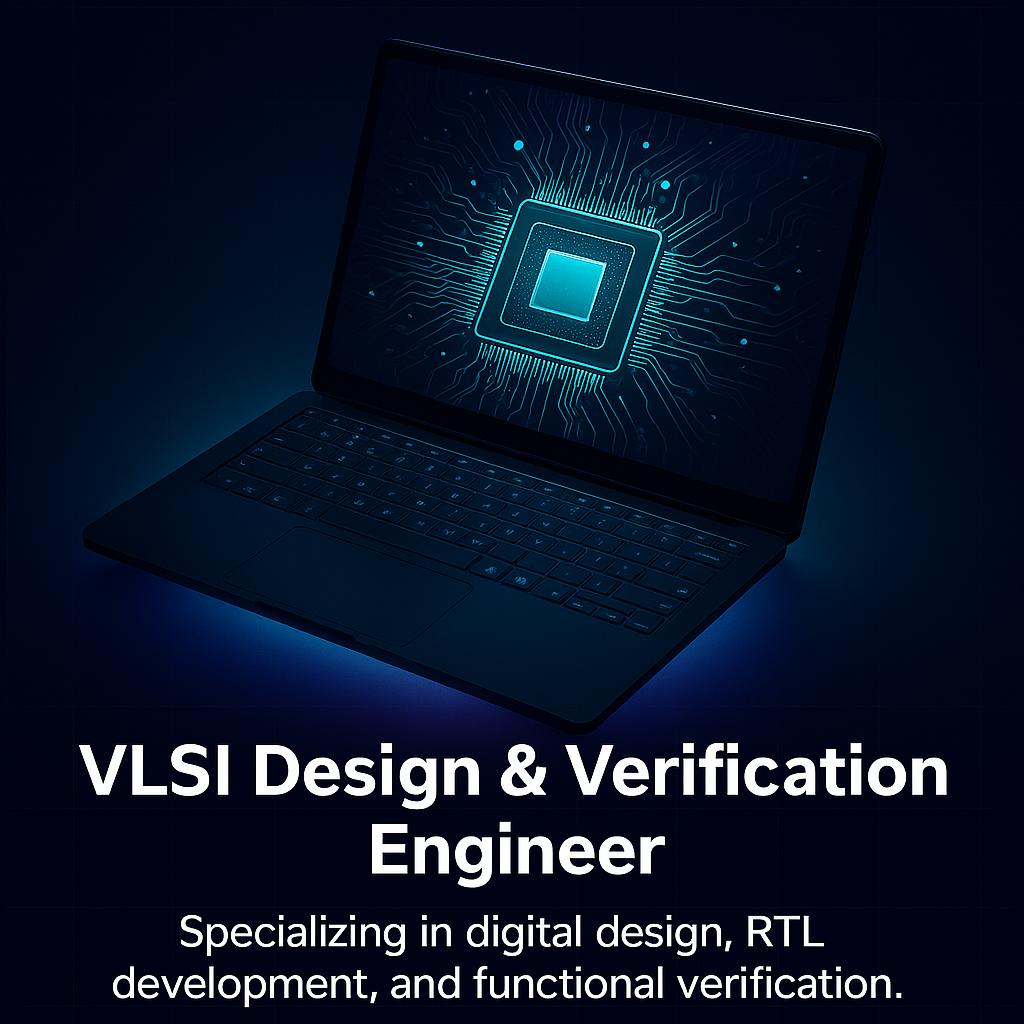 VLSI Design & Verification
Engineer
Specializing in digital design, RTL
development, and functional verification.